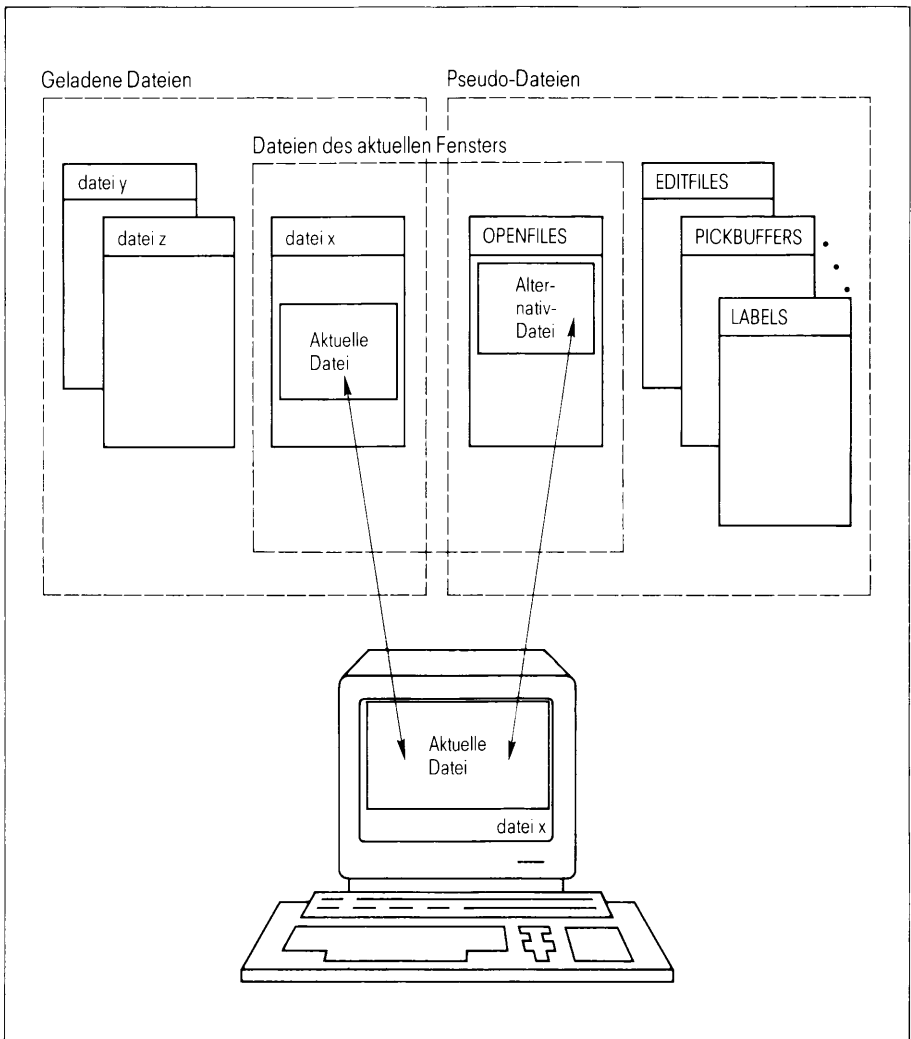 Geladene Dateien
Pseudo-Dateien
Dateien des aktuellen Fensters
datei y
datei z
datei x
Aktuelle
Datei
OPENFILES
Alter-
nativ-
Datei
EDITFILES
PICKBUFFERS
LABELS
Aktuelle
Datei
datei x